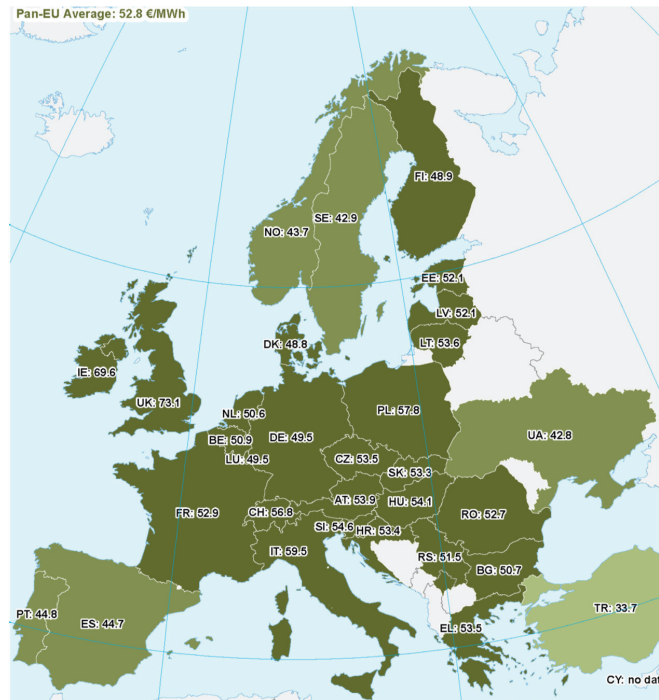 Pan-EU Average: 52.8 €/MWh
FI: 48.9
SE: 42.9
NO: 43.7
EE: 52.1
LV: 52.1
LT: 53.6
DK: 48.8
IE: 69.6
UK: 73.1
NL: 50.6
PL: 57.8
BE: 50.9
DE: 49.5
UA: 42.8
LU: 49.5
CZ: 53.5
SK: 53.3
AT: 53.9
HU: 54.1
FR: 52.9
CH: 56.8
RO: 52.7
SI: 54.6
HR: 53.4
IT: 59.5
RS: 51.5
BG: 50.7
PT: 44.8
ES: 44.7
TR: 33.7
EL: 53.5
CY: no dat